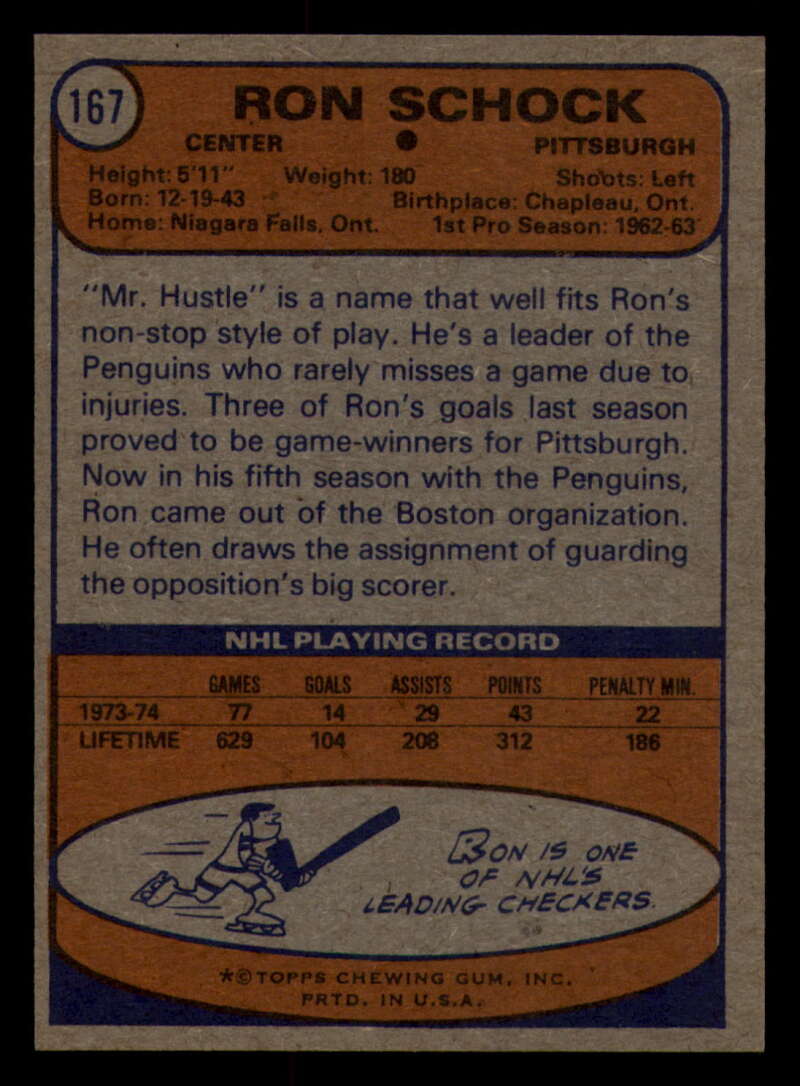 167
RON SCHOCK
CENTER ● PITTSBURGH
Height: 5'11" Weight: 180 Shoots: Left
Born: 12-19-43 Birthplace: Chapleau, Ont.
Home: Niagara Falls, Ont. 1st Pro Season: 1962-63
"Mr. Hustle" is a name that well fits Ron's
non-stop style of play. He's a leader of the
Penguins who rarely misses a game due to
injuries. Three of Ron's goals last season
proved to be game-winners for Pittsburgh.
Now in his fifth season with the Penguins,
Ron came out of the Boston organization.
He often draws the assignment of guarding
the opposition's big scorer.
NHL PLAYING RECORD
GAMES GOALS ASSISTS POINTS PENALTY MIN.
1973-74 77 14 29 43 22
LIFETIME 629 104 208 312 186
RON IS ONE
OF NHL'S
LEADING CHECKERS.
*©TOPPS CHEWING GUM, INC.
PRTD. IN U.S.A.